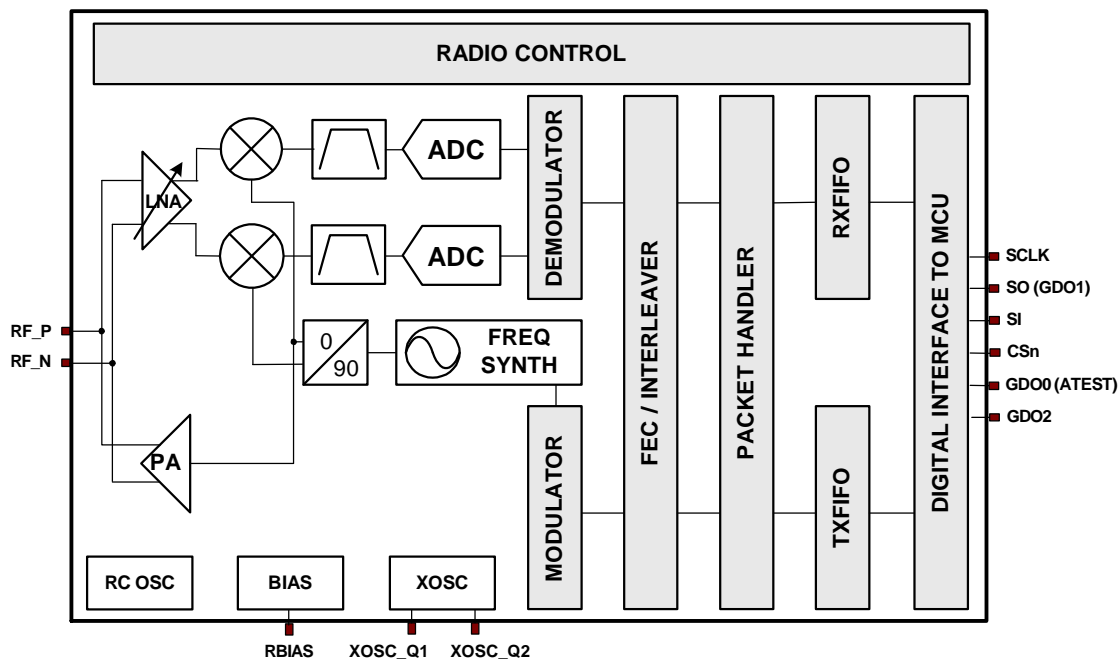 RADIO CONTROL
LNA
ADC
ADC
DEMODULATOR
FEC / INTERLEAVER
PACKET HANDLER
RXFIFO
DIGITAL INTERFACE TO MCU
SCLK
SO (GDO1)
SI
CSn
GDO0 (ATEST)
GDO2
RF_P
RF_N
0
90
FREQ
SYNTH
PA
MODULATOR
TXFIFO
RC OSC
BIAS
XOSC
RBIAS
XOSC_Q1
XOSC_Q2